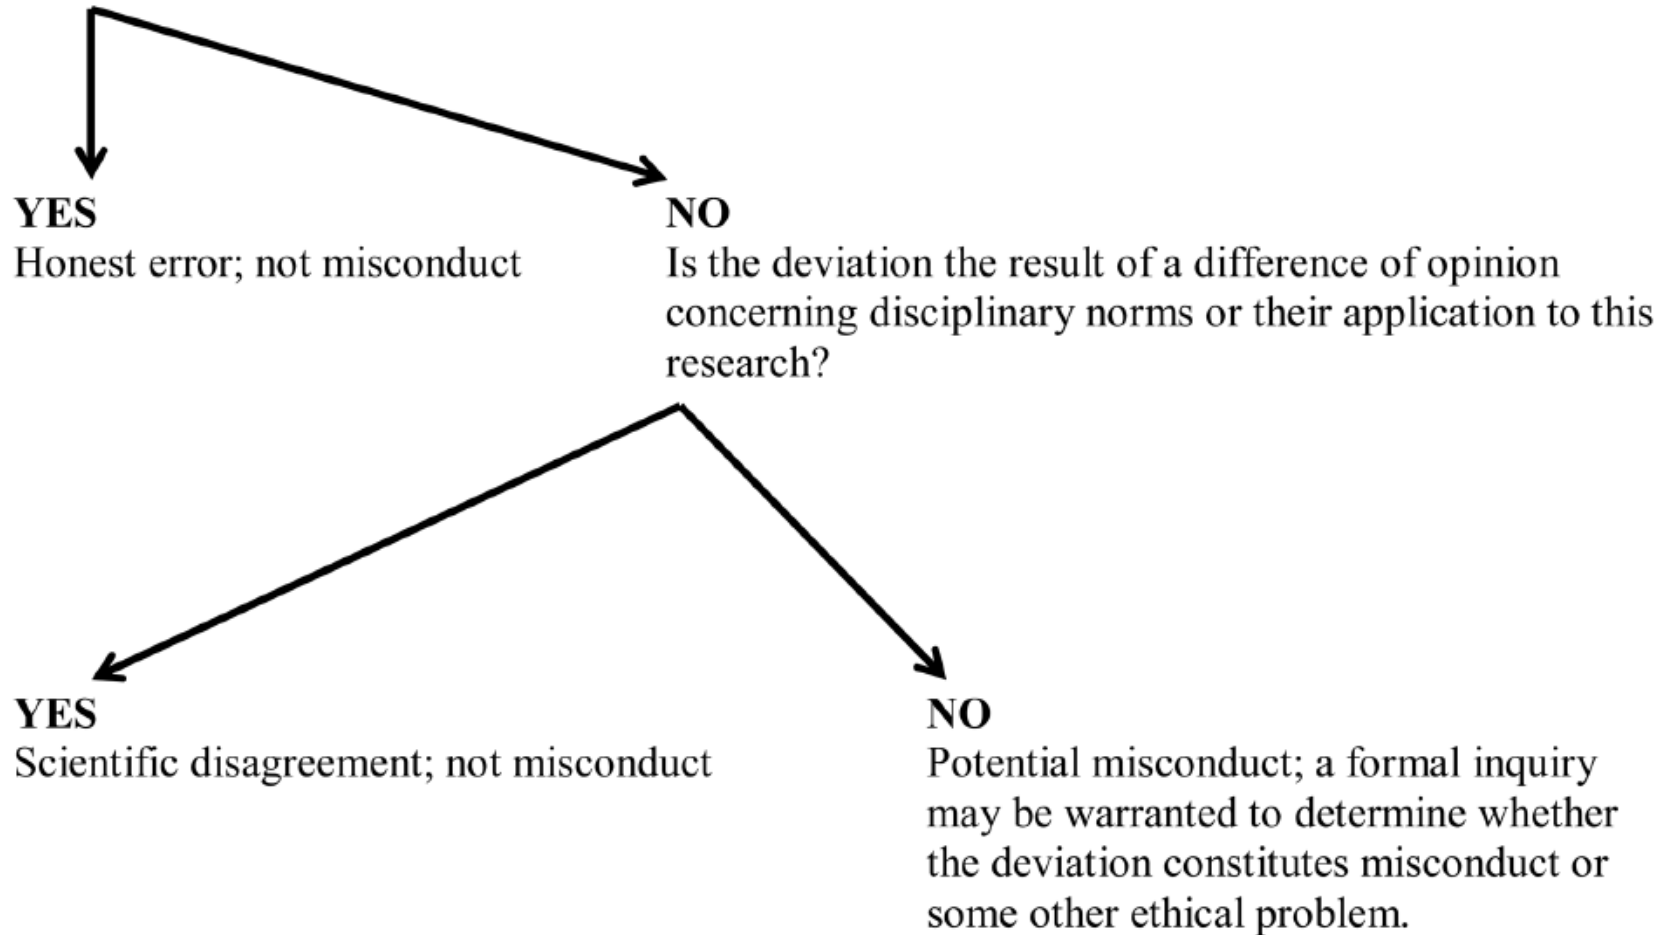 YES
Honest error; not misconduct
NO
Is the deviation the result of a difference of opinion
concerning disciplinary norms or their application to this
research?
YES
Scientific disagreement; not misconduct
NO
Potential misconduct; a formal inquiry
may be warranted to determine whether
the deviation constitutes misconduct or
some other ethical problem.